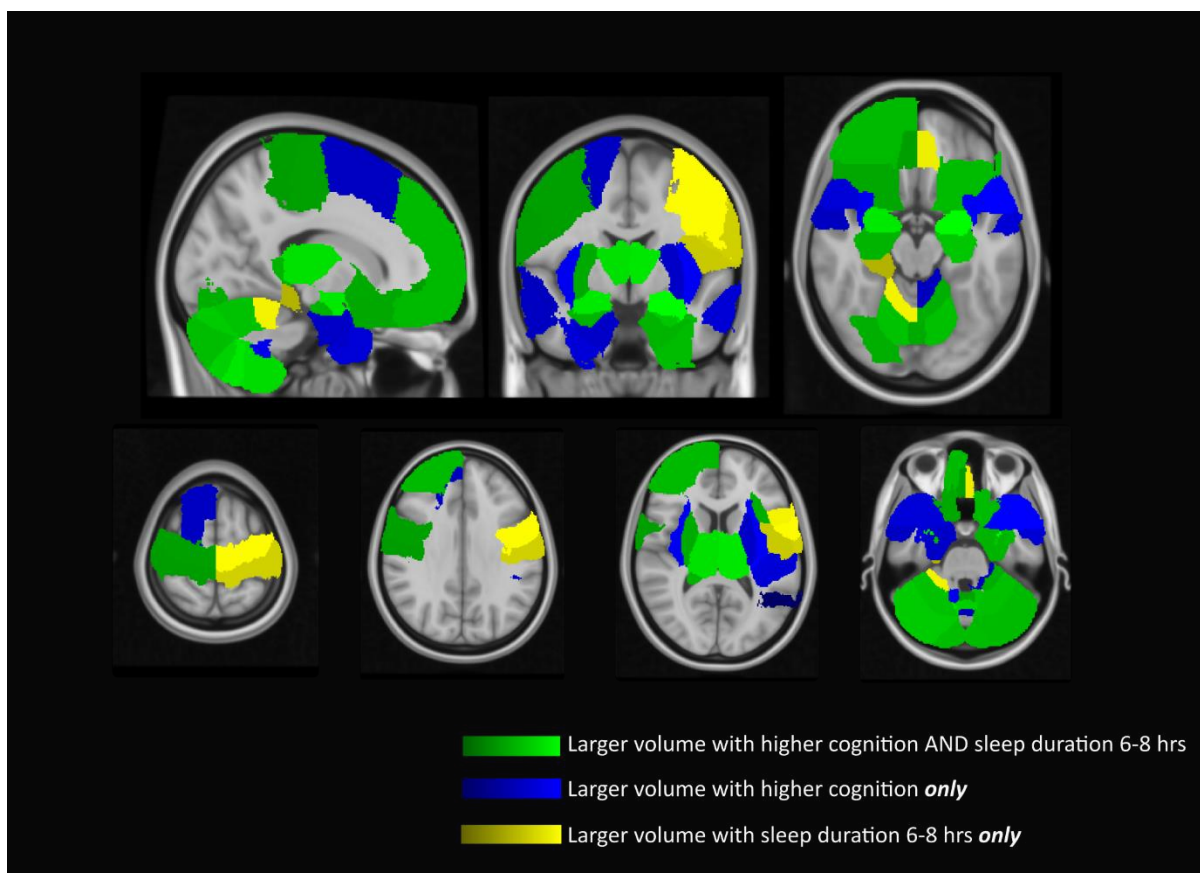 Larger volume with higher cognition AND sleep duration 6-8 hrs
Larger volume with higher cognition only
Larger volume with sleep duration 6-8 hrs only